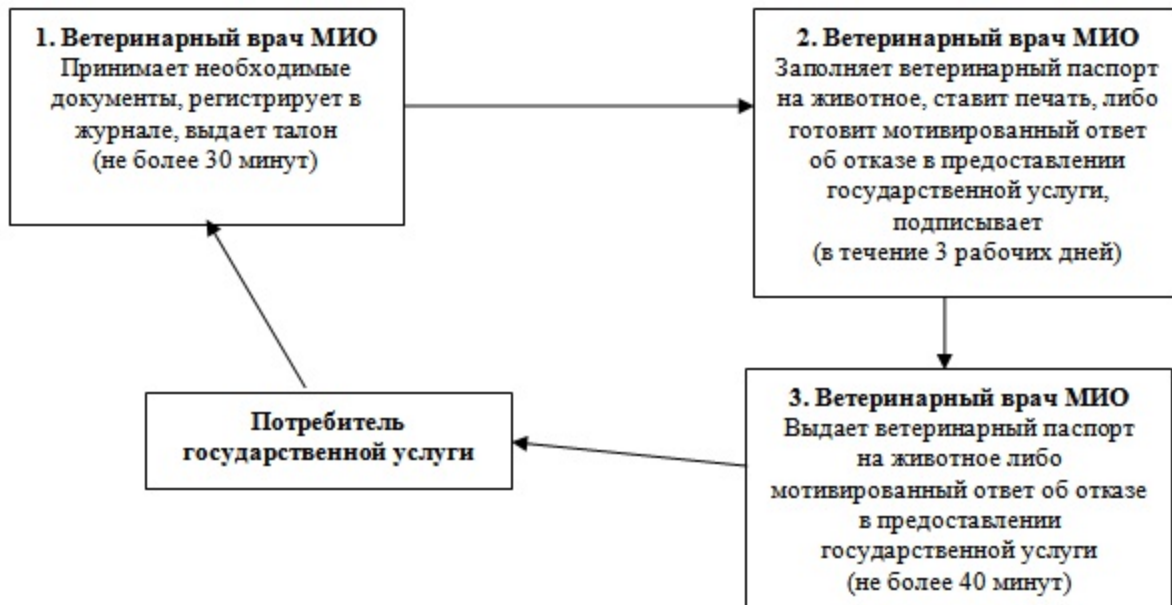 1. Ветеринарный врач МИО
Принимает необходимые
документы, регистрирует в
журнале, выдает талон
(не более 30 минут)
2. Ветеринарный врач МИО
Заполняет ветеринарный паспорт
на животное, ставит печать, либо
готовит мотивированный ответ
об отказе в предоставлении
государственной услуги,
подписывает
(в течение 3 рабочих дней)
3. Ветеринарный врач МИО
Выдает ветеринарный паспорт
на животное либо
мотивированный ответ об отказе
в предоставлении
государственной услуги
(не более 40 минут)
Потребитель
государственной услуги